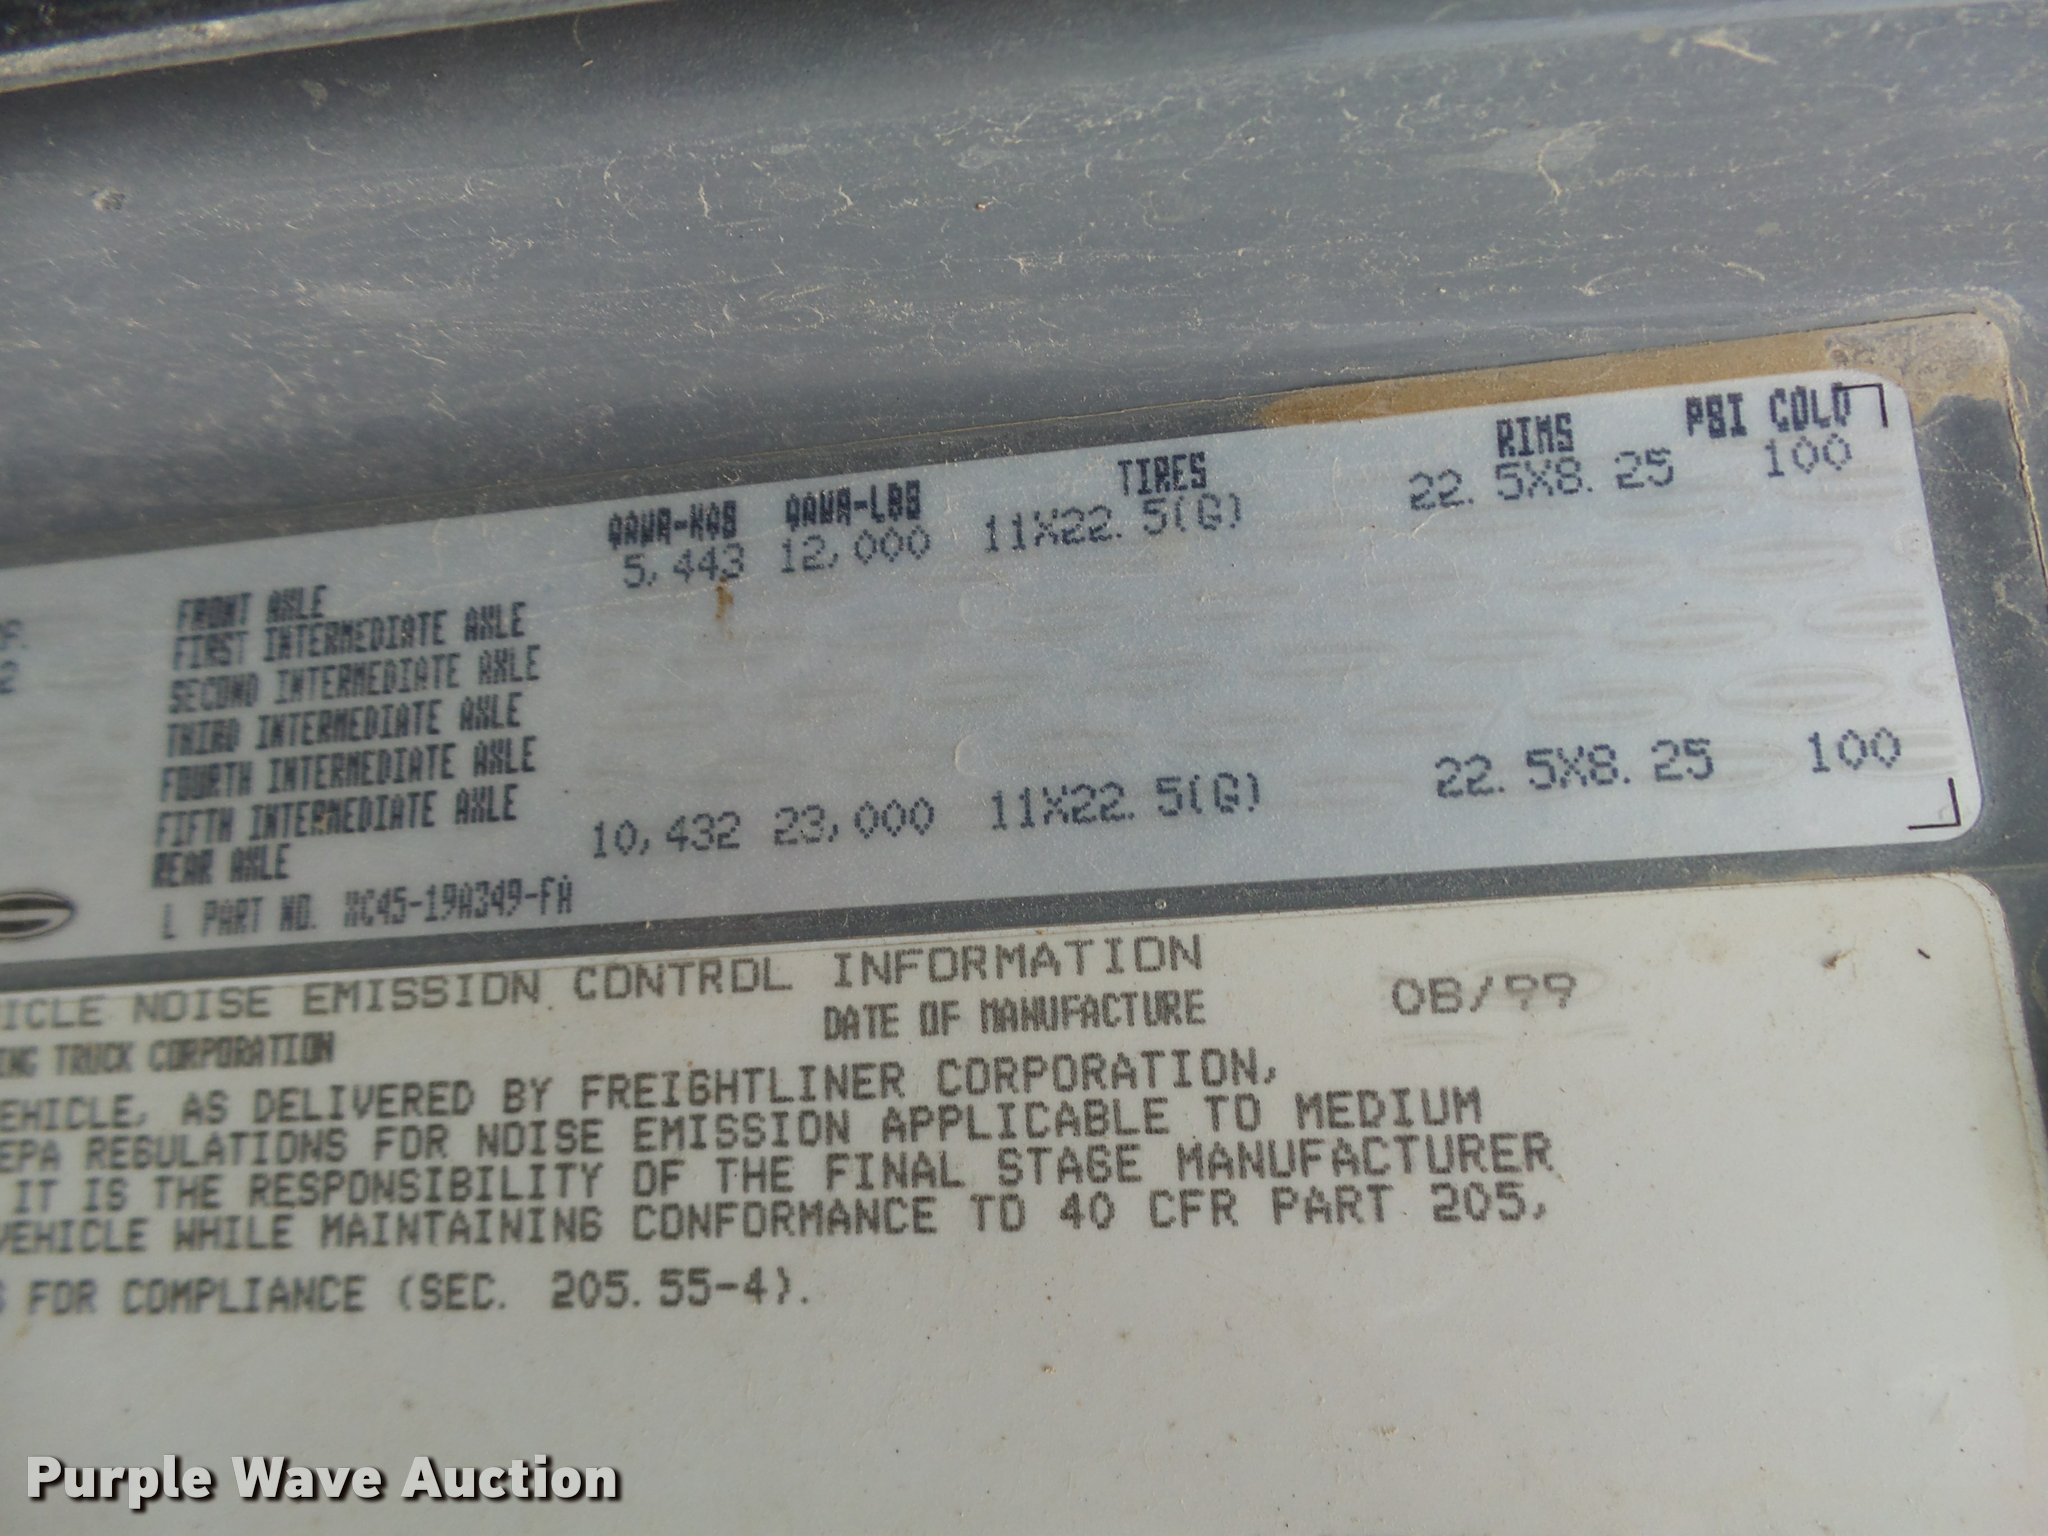 GAWR-KGS GAWR-LBS TIRES RIMS PSI COLD
FRONT AXLE 5,443 12,000 11X22.5(G) 22.5X8.25 100
FIRST INTERMEDIATE AXLE
SECOND INTERMEDIATE AXLE
THIRD INTERMEDIATE AXLE
FOURTH INTERMEDIATE AXLE
FIFTH INTERMEDIATE AXLE
REAR AXLE 10,432 23,000 11X22.5(G) 22.5X8.25 100
L PART NO. XC45-19A349-FA
ICLE NOISE EMISSION CONTROL INFORMATION
DATE OF MANUFACTURE 08/99
ING TRUCK CORPORATION
EHICLE, AS DELIVERED BY FREIGHTLINER CORPORATION,
EPA REGULATIONS FOR NOISE EMISSION APPLICABLE TO MEDIUM
IT IS THE RESPONSIBILITY OF THE FINAL STAGE MANUFACTURER
VEHICLE WHILE MAINTAINING CONFORMANCE TO 40 CFR PART 205,
S FOR COMPLIANCE (SEC. 205.55-4).
Purple Wave Auction